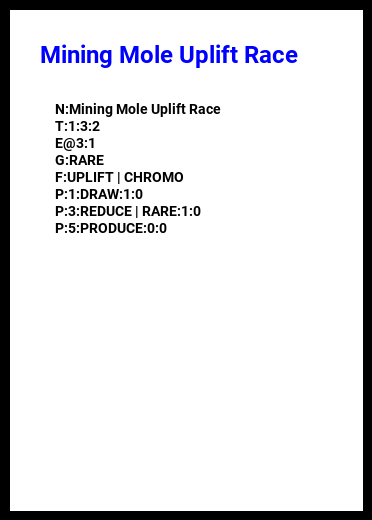 Mining Mole Uplift Race
N:Mining Mole Uplift Race
T:1:3:2
E@3:1
G:RARE
F:UPLIFT | CHROMO
P:1:DRAW:1:0
P:3:REDUCE | RARE:1:0
P:5:PRODUCE:0:0